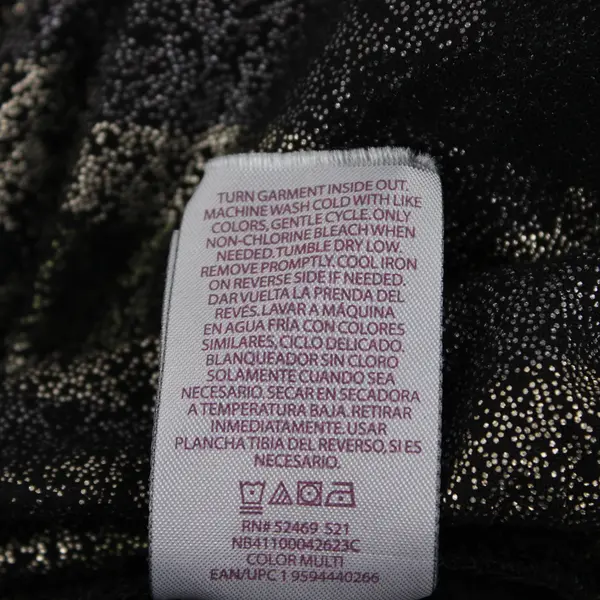 TURN GARMENT INSIDE OUT.
MACHINE WASH COLD WITH LIKE
COLORS, GENTLE CYCLE. ONLY
NON-CHLORINE BLEACH WHEN
NEEDED. TUMBLE DRY LOW.
REMOVE PROMPTLY. COOL IRON
ON REVERSE SIDE IF NEEDED.
DAR VUELTA LA PRENDA DEL
REVÉS. LAVAR A MÁQUINA
EN AGUA FRÍA CON COLORES
SIMILARES, CICLO DELICADO.
BLANQUEADOR SIN CLORO
SOLAMENTE CUANDO SEA
NECESARIO. SECAR EN SECADORA
A TEMPERATURA BAJA. RETIRAR
INMEDIATAMENTE. USAR
PLANCHA TIBIA DEL REVERSO, SI ES
NECESARIO.
RN# 52469 S21
NB41100042623C
COLOR MULTI
EAN/UPC 1 9594440266